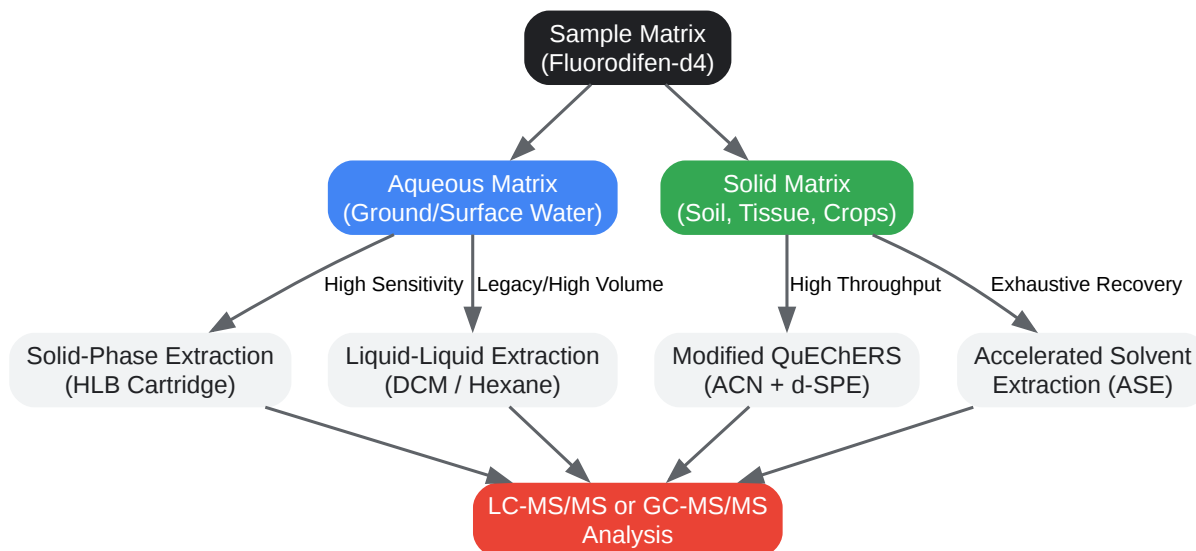 Sample Matrix
(Fluorodifen-d4)
Aqueous Matrix
(Ground/Surface Water)
Solid Matrix
(Soil, Tissue, Crops)
High Sensitivity
Legacy/High Volume
High Throughput
Exhaustive Recovery
Solid-Phase Extraction
(HLB Cartridge)
Liquid-Liquid Extraction
(DCM / Hexane)
Modified QuEChERS
(ACN + d-SPE)
Accelerated Solvent
Extraction (ASE)
LC-MS/MS or GC-MS/MS
Analysis